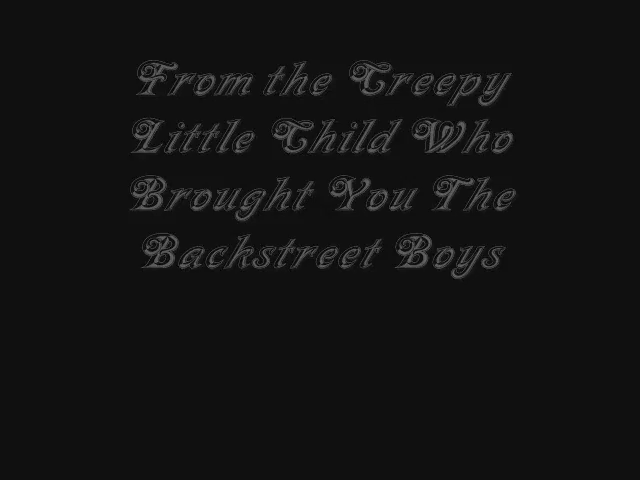 From the Creepy
Little Child Who
Brought You The
Backstreet Boys